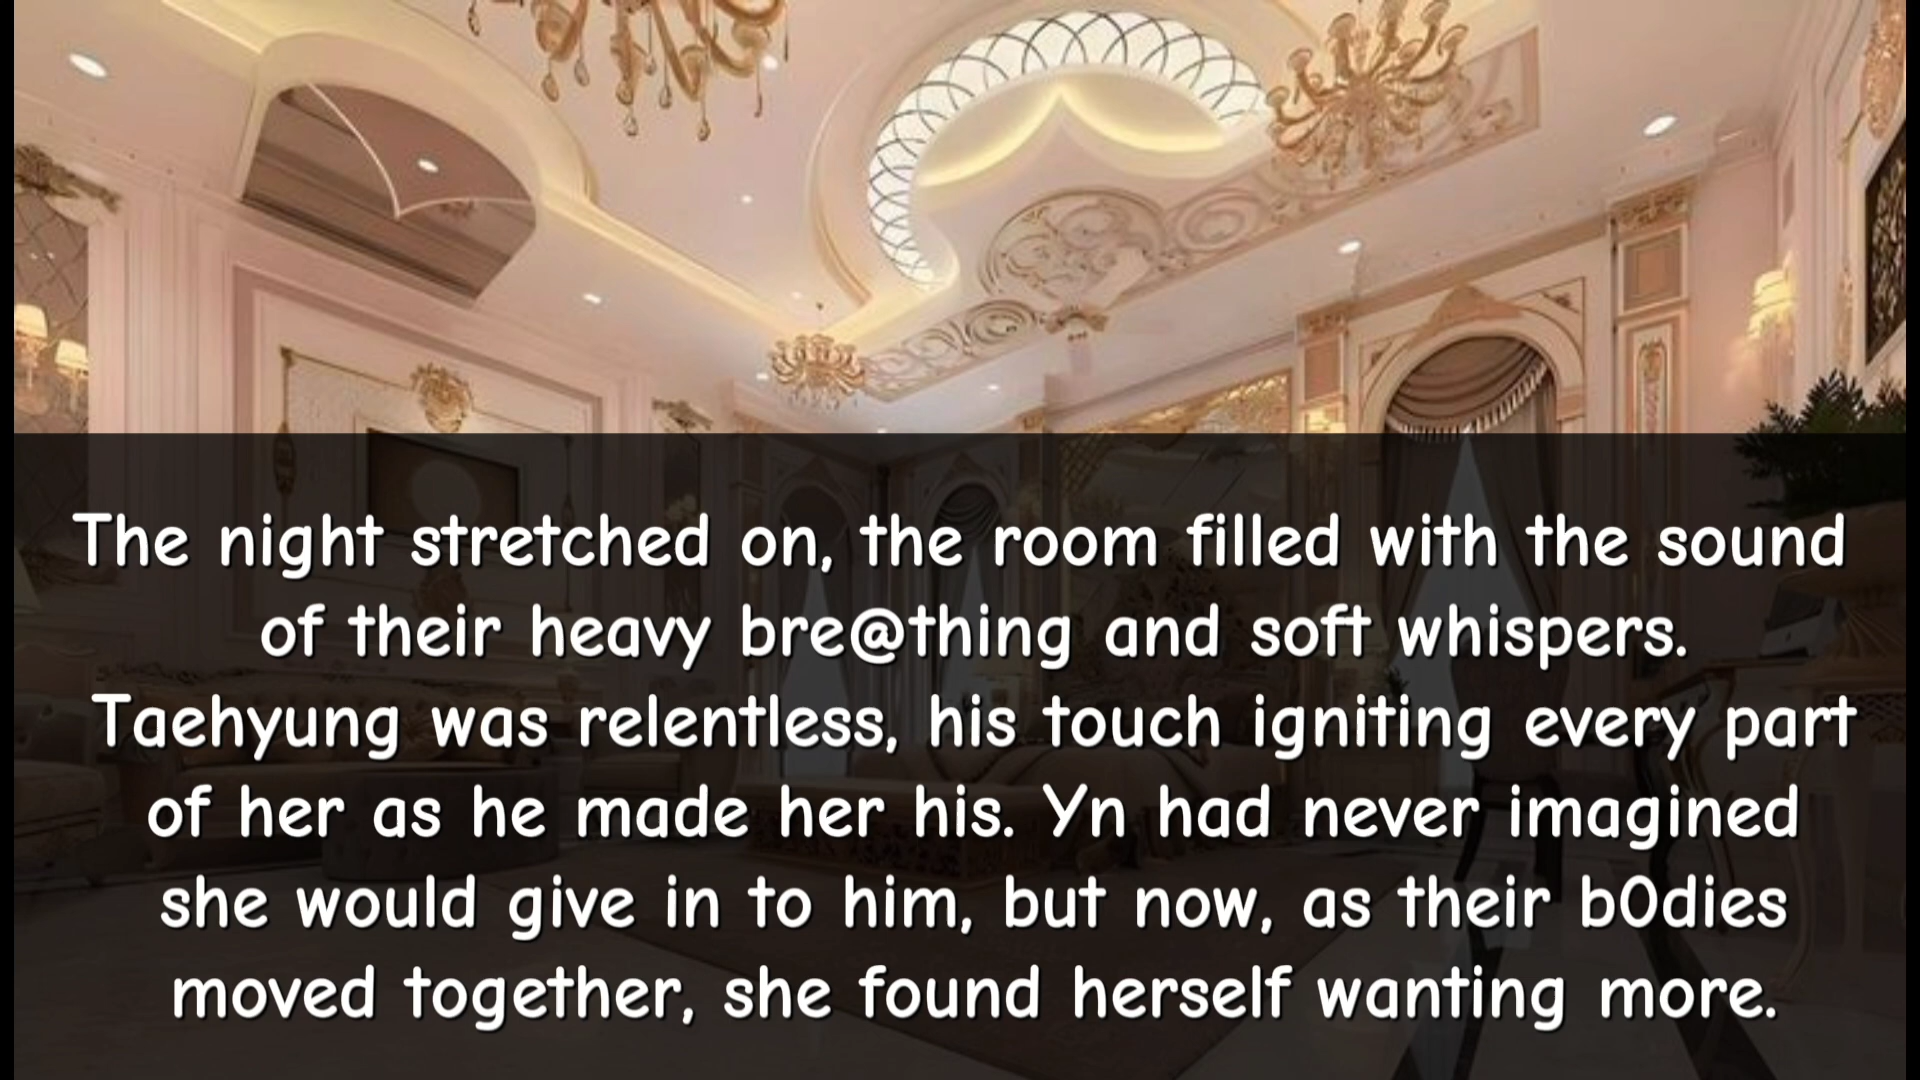 The night stretched on, the room filled with the sound
of their heavy bre@thing and soft whispers.
Taehyung was relentless, his touch igniting every part
of her as he made her his. Yn had never imagined
she would give in to him, but now, as their b0dies
moved together, she found herself wanting more.